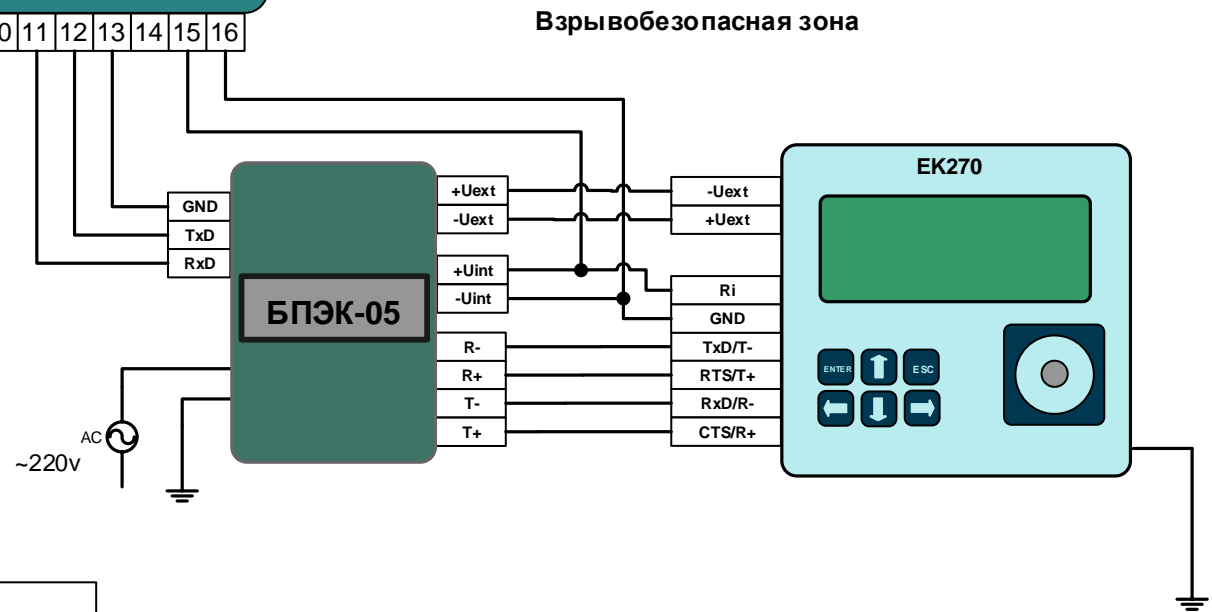 Взрывобезопасная зона
0 11 12 13 14 15 16
EK270
+Uext
-Uext
-Uext
+Uext
GND
TxD
RxD
+Uint
-Uint
Ri
GND
БПЭК-05
R-
R+
T-
T+
TxD/T-
RTS/T+
RxD/R-
CTS/R+
ENTER
ESC
AC
~220v